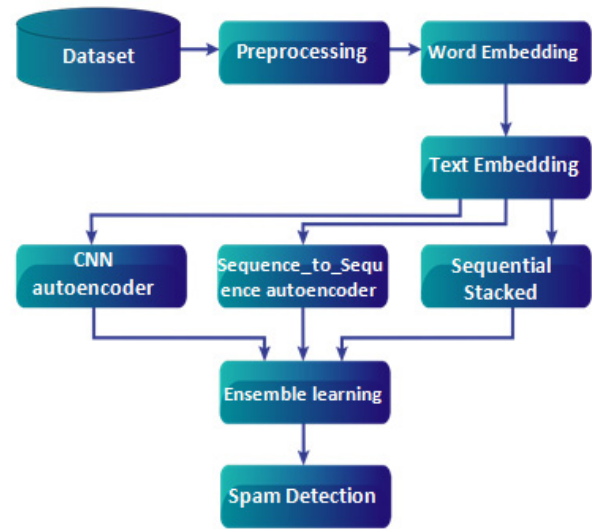 Dataset
Preprocessing
Word Embedding
Text Embedding
CNN
autoencoder
Sequence_to_Sequ
ence autoencoder
Sequential
Stacked
Ensemble learning
Spam Detection